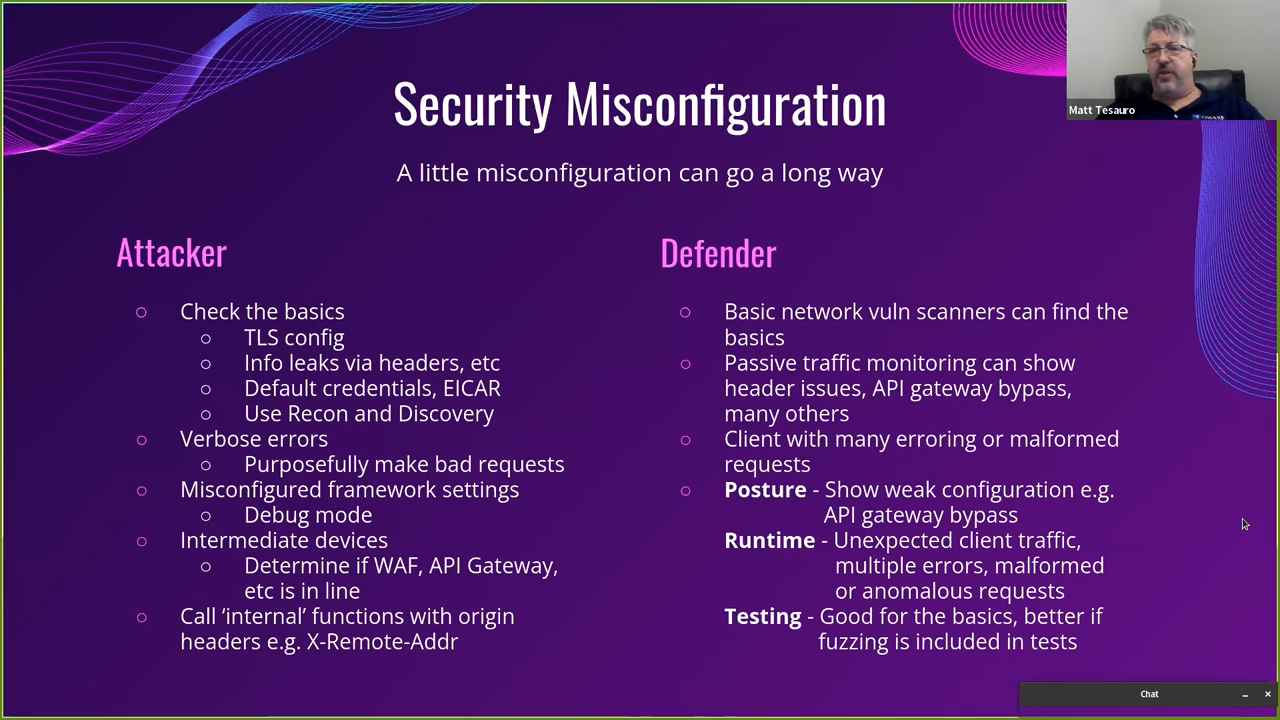 Security Misconfiguration
A little misconfiguration can go a long way
Matt Tesauro
Attacker
○ Check the basics
○ TLS config
○ Info leaks via headers, etc
○ Default credentials, EICAR
○ Use Recon and Discovery
○ Verbose errors
○ Purposefully make bad requests
○ Misconfigured framework settings
○ Debug mode
○ Intermediate devices
○ Determine if WAF, API Gateway,
etc is in line
○ Call ‘internal’ functions with origin
headers e.g. X-Remote-Addr
Defender
○ Basic network vuln scanners can find the
basics
○ Passive traffic monitoring can show
header issues, API gateway bypass,
many others
○ Client with many erroring or malformed
requests
○ Posture - Show weak configuration e.g.
API gateway bypass
Runtime - Unexpected client traffic,
multiple errors, malformed
or anomalous requests
Testing - Good for the basics, better if
fuzzing is included in tests
Chat